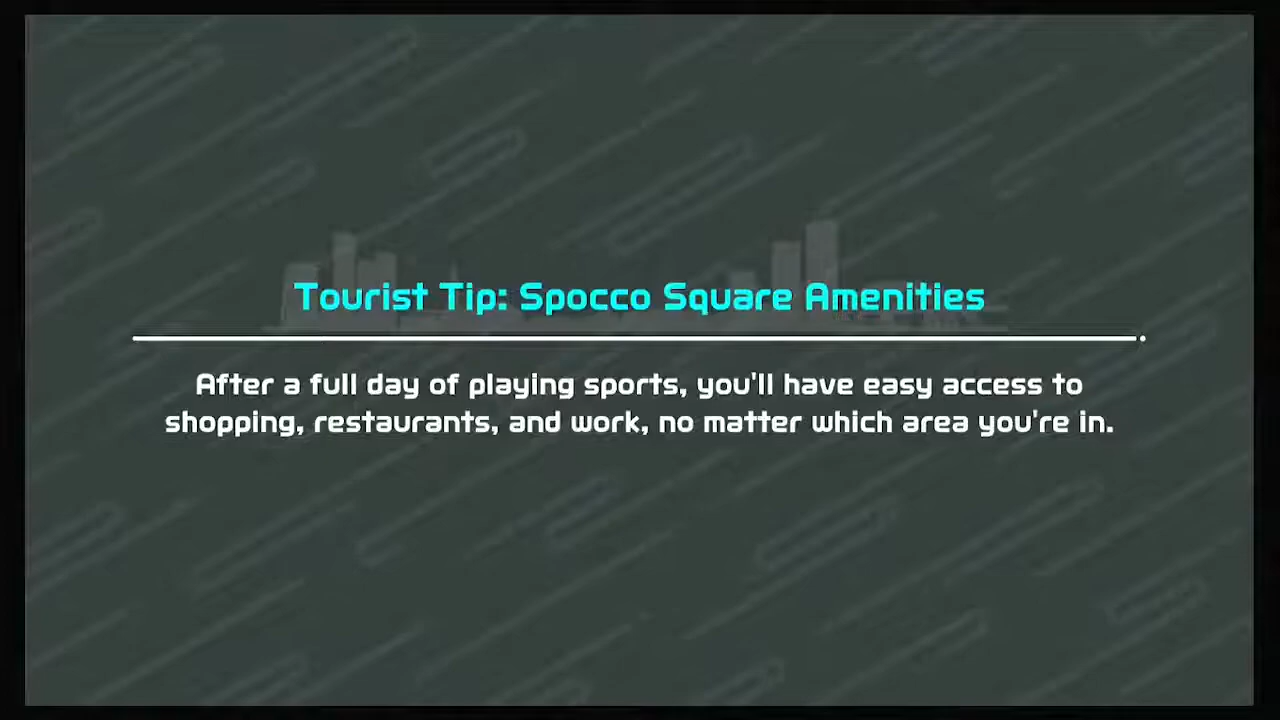 Tourist Tip: Spocco Square Amenities
After a full day of playing sports, you'll have easy access to
shopping, restaurants, and work, no matter which area you're in.